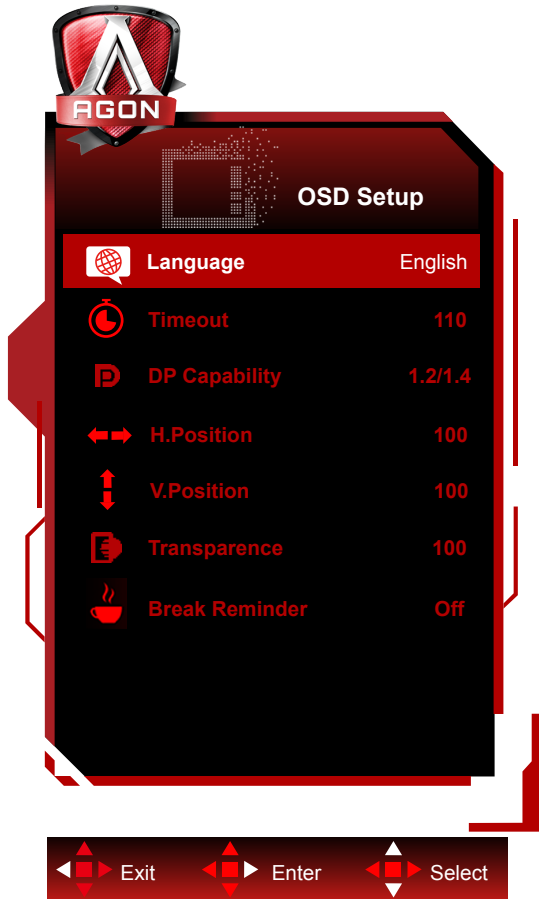 AGON
OSD Setup
Language English
Timeout 110
DP Capability 1.2/1.4
H.Position 100
V.Position 100
Transparence 100
Break Reminder Off
Exit Enter Select